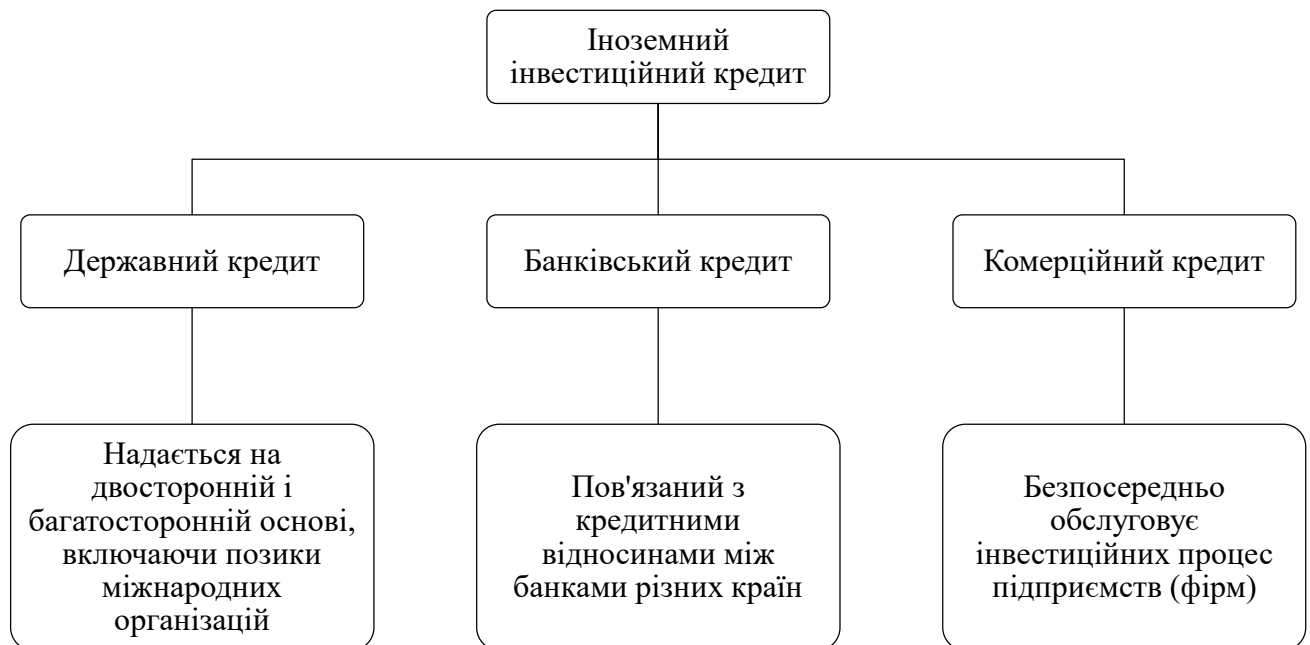 Іноземний
інвестиційний кредит
Державний кредит
Банківський кредит
Комерційний кредит
Надається на
двосторонній і
багатосторонній основі,
включаючи позики
міжнародних
організацій
Пов'язаний з
кредитними
відносинами між
банками різних країн
Безпосередньо
обслуговує
інвестиційних процес
підприємств (фірм)